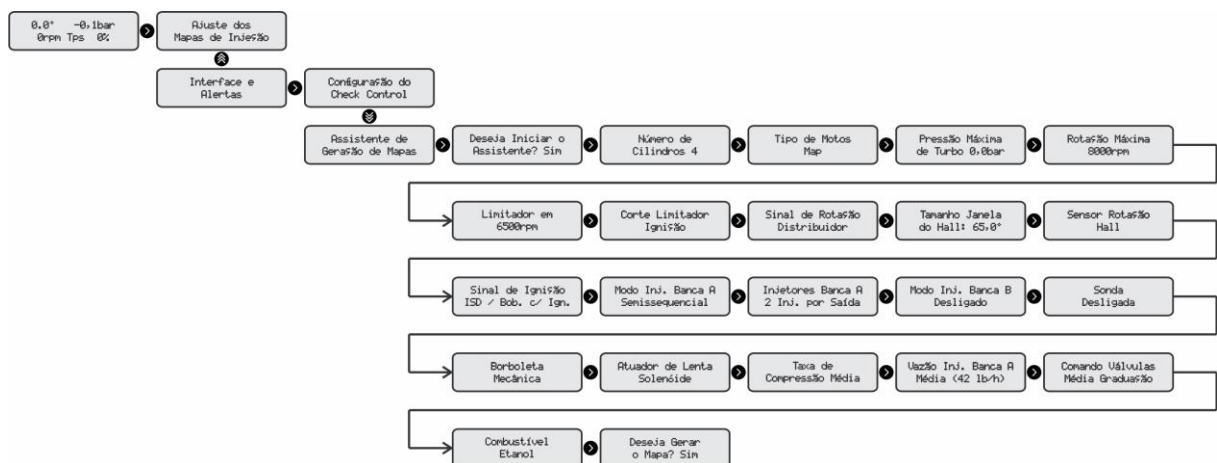 0.0° -0,1bar
0rpm Tps 0%
Ajuste dos
Mapas de Injeção
Interface e
Alertas
Configuração do
Check Control
Assistente de
Geração de Mapas
Deseja Iniciar o
Assistente? Sim
Número de
Cilindros 4
Tipo de Motos
Map
Pressão Máxima
de Turbo 0,0bar
Rotação Máxima
8000rpm
Limitador em
6500rpm
Corte Limitador
Ignição
Sinal de Rotação
Distribuidor
Tamanho Janela
do Hall: 65,0°
Sensor Rotação
Hall
Sinal de Ignição
ISD / Bob. c/ Ign.
Modo Inj. Banca A
Semissequencial
Injetores Banca A
2 Inj. por Saída
Modo Inj. Banca B
Desligado
Sonda
Desligada
Borboleta
Mecânica
Atuador de Lenta
Solenóide
Taxa de
Compressão Média
Vazão Inj. Banca A
Média (42 lb/h)
Comando Válvulas
Média Graduação
Combustível
Etanol
Deseja Gerar
o Mapa? Sim